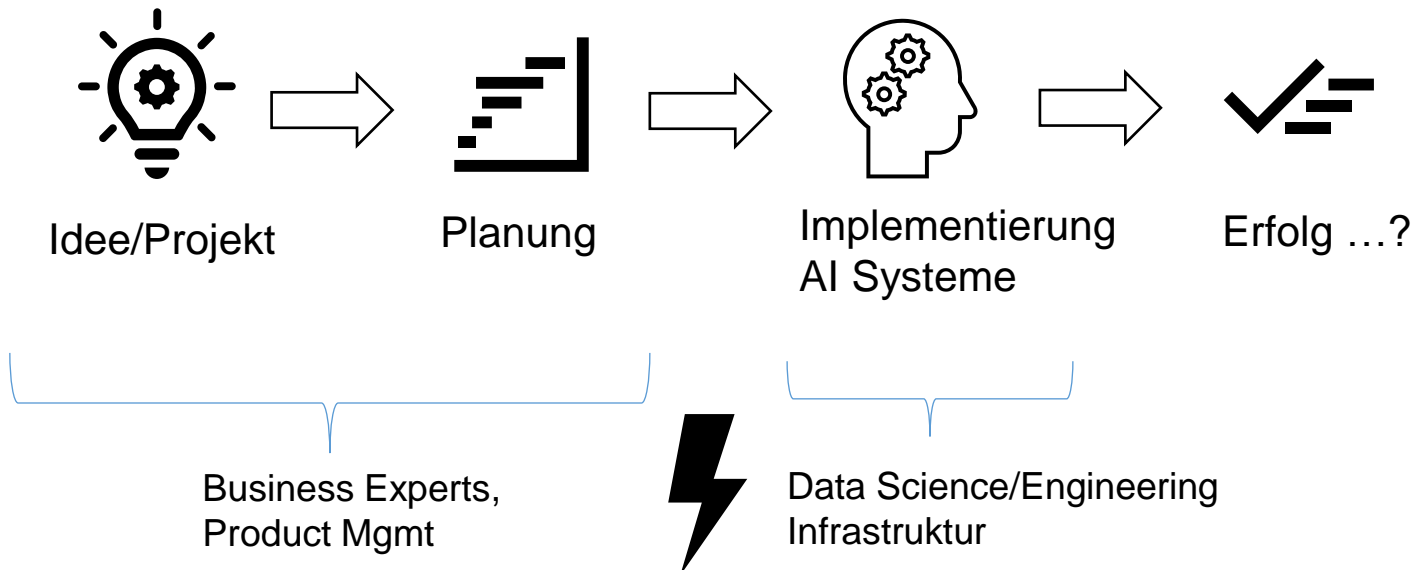 Idee/Projekt
Planung
Implementierung
AI Systeme
Erfolg …?
Business Experts,
Product Mgmt
Data Science/Engineering
Infrastruktur